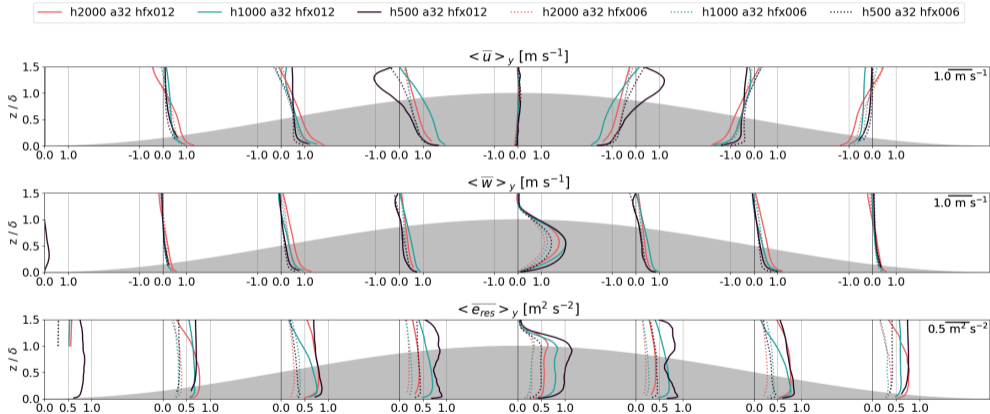 h2000 a32 hfx012 h1000 a32 hfx012 h500 a32 hfx012 h2000 a32 hfx006 h1000 a32 hfx006 h500 a32 hfx006
< u̅ >y [m s⁻¹]
1.5
1.0 m s⁻¹
1.0
z / δ
0.5
0.0
0.0 1.0 -1.0 0.0 1.0 -1.0 0.0 1.0 -1.0 0.0 1.0 -1.0 0.0 1.0 -1.0 0.0 1.0 -1.0 0.0 1.0 -1.0 0.0 1.0
< w̅ >y [m s⁻¹]
1.5
1.0 m s⁻¹
1.0
z / δ
0.5
0.0
0.0 1.0 -1.0 0.0 1.0 -1.0 0.0 1.0 -1.0 0.0 1.0 -1.0 0.0 1.0 -1.0 0.0 1.0 -1.0 0.0 1.0 -1.0 0.0 1.0
< e̅r̅e̅s̅ >y [m² s⁻²]
1.5
0.5 m² s⁻²
1.0
z / δ
0.5
0.0
0.0 0.5 1.0 0.0 0.5 1.0 0.0 0.5 1.0 0.0 0.5 1.0 0.0 0.5 1.0 0.0 0.5 1.0 0.0 0.5 1.0 0.0 0.5 1.0